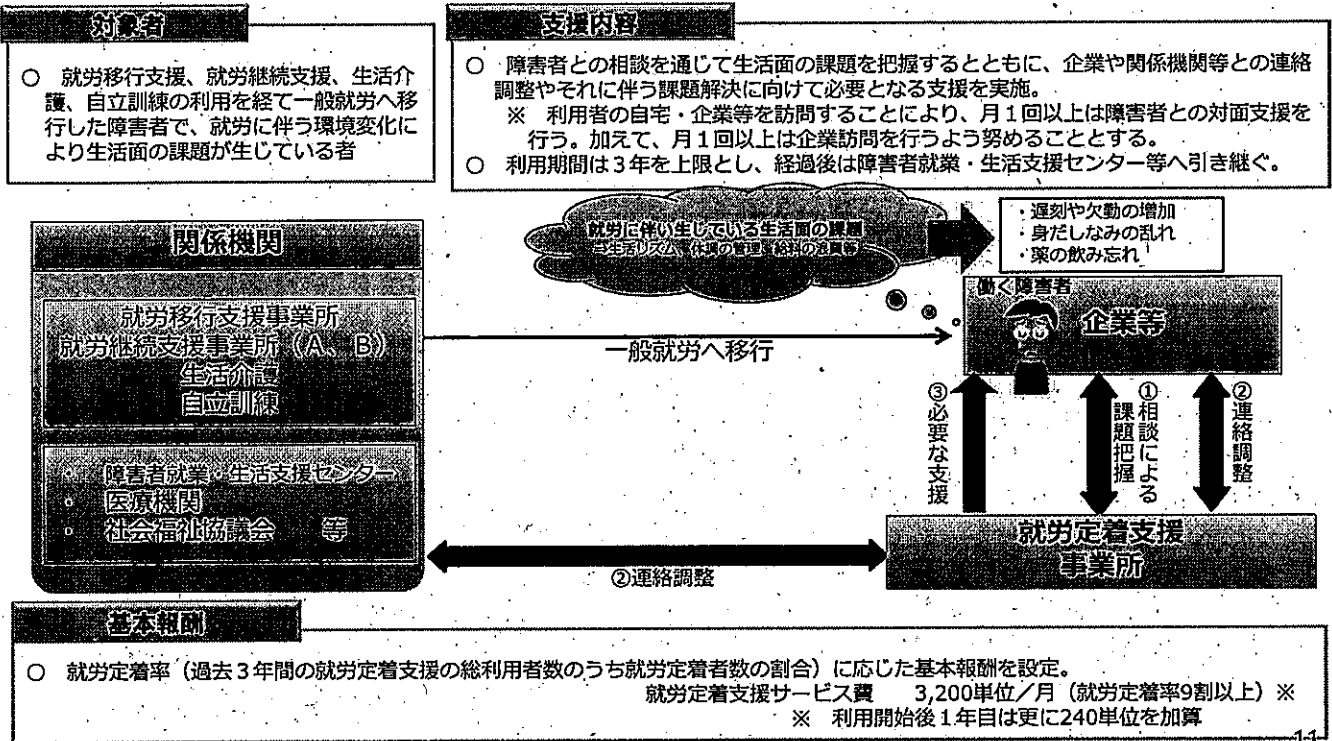 対象者
○ 就労移行支援、就労継続支援、生活介
護、自立訓練の利用を経て一般就労へ移
行した障害者で、就労に伴う環境変化に
より生活面の課題が生じている者
支援内容
○ 障害者との相談を通じて生活面の課題を把握するとともに、企業や関係機関等との連絡
調整やそれに伴う課題解決に向けて必要となる支援を実施。
※ 利用者の自宅・企業等を訪問することにより、月1回以上は障害者との対面支援を
行う。加えて、月1回以上は企業訪問を行うよう努めることとする。
○ 利用期間は3年を上限とし、経過後は障害者就業・生活支援センター等へ引き継ぐ。
関係機関
就労移行支援事業所
就労継続支援事業所（A、B）
生活介護
自立訓練
・ 障害者就業・生活支援センター
・ 医療機関
・ 社会福祉協議会 等
就労に伴い生じている生活面の課題
⇒生活リズム、体調の管理、給料の浪費等
・遅刻や欠勤の増加
・身だしなみの乱れ
・薬の飲み忘れ
働く障害者
企業等
一般就労へ移行
③必要な支援
①相談による
課題把握
②連絡調整
就労定着支援
事業所
②連絡調整
基本報酬
○ 就労定着率（過去3年間の就労定着支援の総利用者数のうち就労定着者数の割合）に応じた基本報酬を設定。
就労定着支援サービス費 3,200単位／月（就労定着率9割以上）※
※ 利用開始後1年目は更に240単位を加算
11